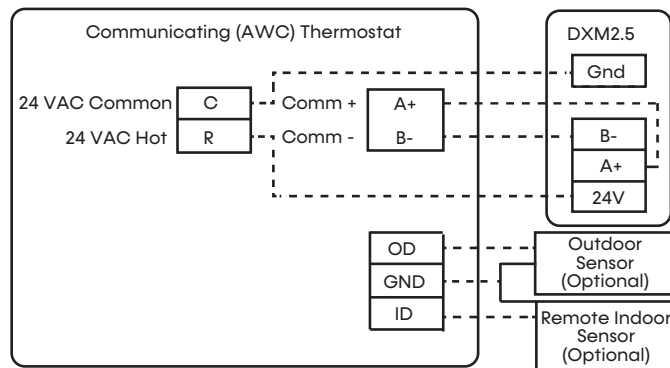 Communicating (AWC) Thermostat
DXM2.5
Gnd
24 VAC Common
C
Comm +
A+
24 VAC Hot
R
Comm -
B-
B-
A+
24V
OD
GND
ID
Outdoor
Sensor
(Optional)
Remote Indoor
Sensor
(Optional)